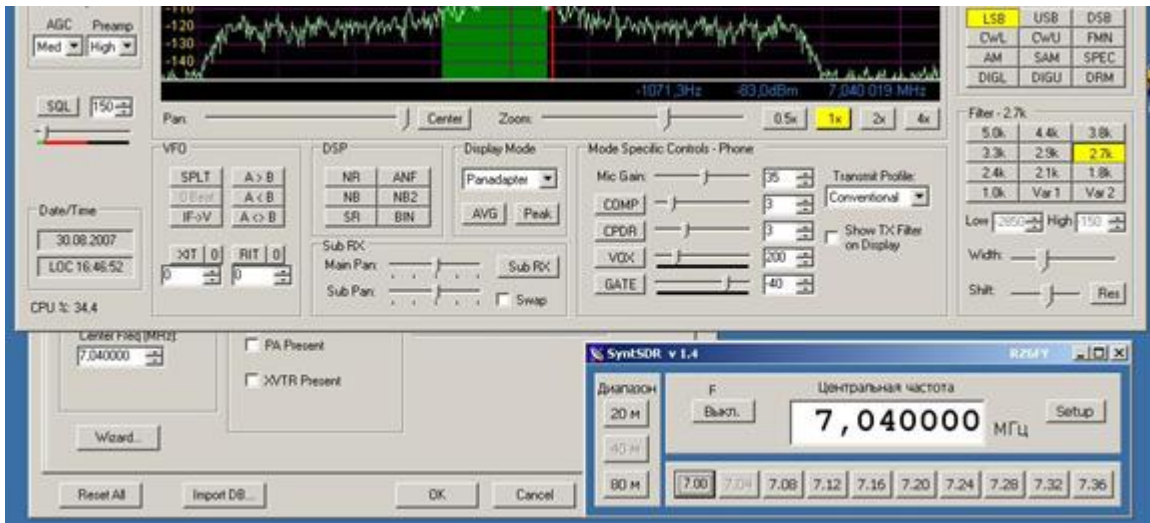 -110
AGC Preamp
-120
Med High
-130
-140
SQL 150
-1071,3Hz -83,0dBm 7,040 019 MHz
Pan: Center Zoom: 0.5x 1x 2x 4x
LSB USB DSB
CWL CWU FMN
AM SAM SPEC
DIGL DIGU DRM
Filter - 2.7k
5.0k 4.4k 3.8k
3.3k 2.9k 2.7k
2.4k 2.1k 1.8k
1.0k Var 1 Var 2
Low -2850 High 150
Width:
Shift: Res
VFO
SPLT A > B
0 Beat A < B
IF->V A <> B
XIT 0 RIT 0
0 0
DSP
NR ANF
NB NB2
SR BIN
Display Mode
Panadapter
AVG Peak
Sub RX
Main Pan: Sub RX
Sub Pan: Swap
Mode Specific Controls - Phone
Mic Gain: 35
COMP 3
CPDR 3
VOX 200
GATE -40
Transmit Profile:
Conventional
Show TX Filter
on Display
Date/Time
30.08.2007
LOC 16:46:52
CPU %: 34,4
Center Freq (MHz):
7,040000
PA Present
XVTR Present
Wizard...
Reset All Import DB... OK Cancel
SyntSDR v 1.4 RZ6FY
Диапазон
20 м
40 м
80 м
F
Выкл.
Центральная частота
7,040000 МГц
Setup
7.00 7.04 7.08 7.12 7.16 7.20 7.24 7.28 7.32 7.36